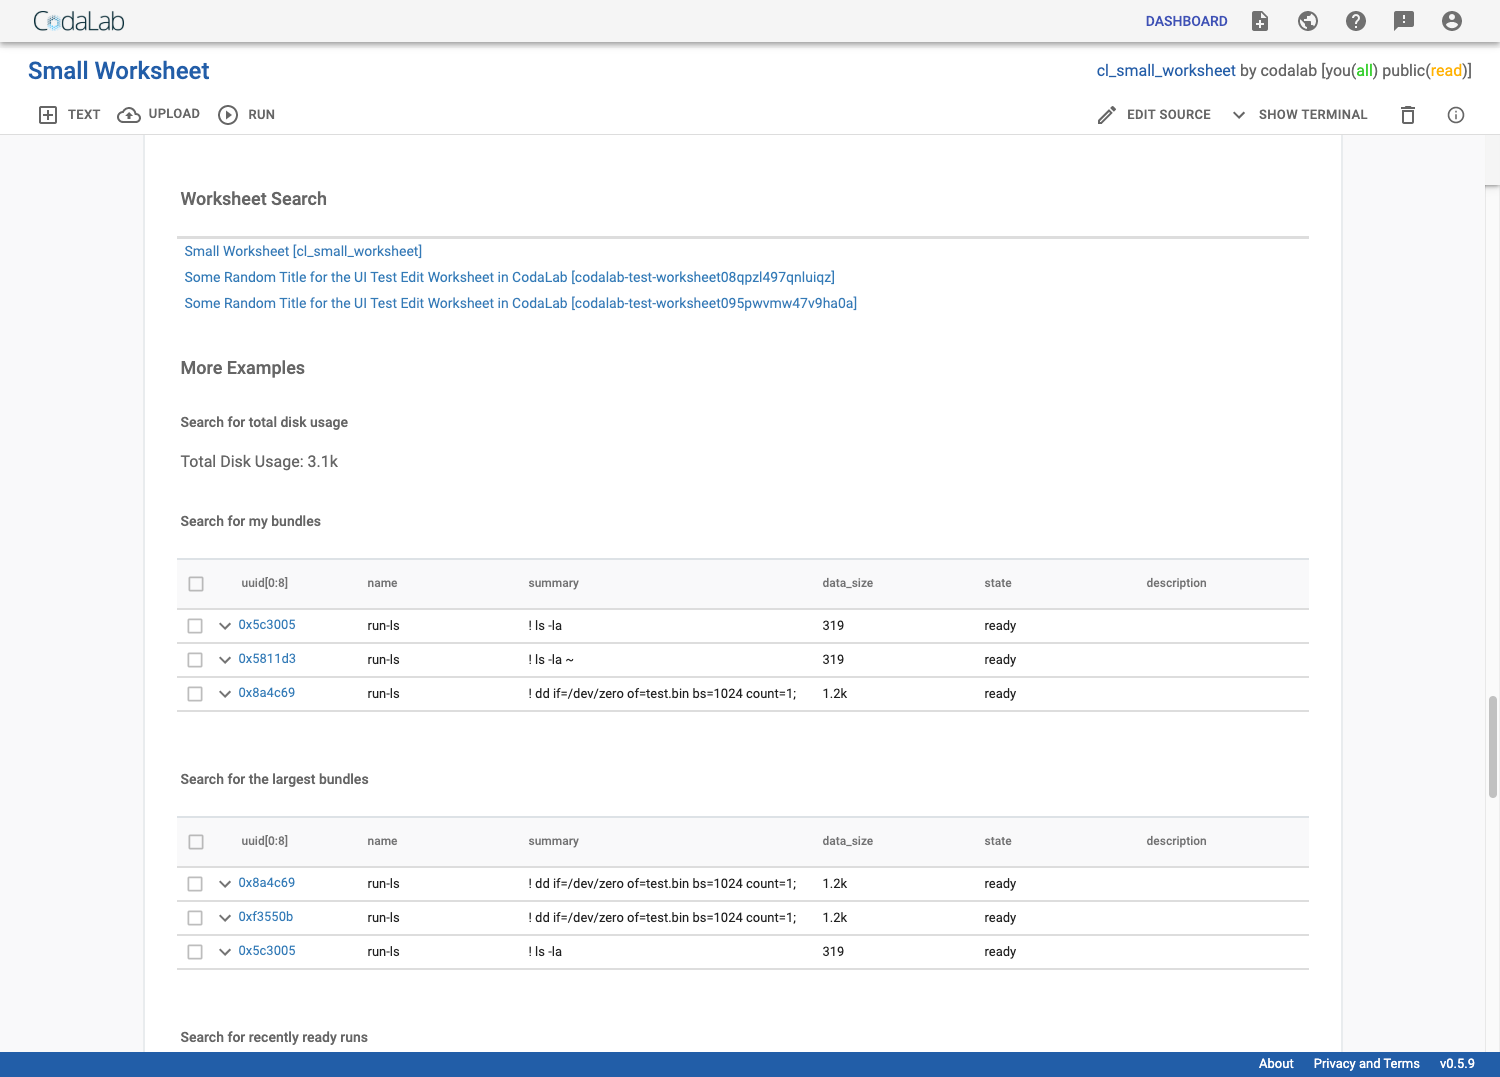 CodaLab
DASHBOARD
Small Worksheet
cl_small_worksheet by codalab [you(all) public(read)]
TEXT UPLOAD RUN
EDIT SOURCE SHOW TERMINAL
Worksheet Search
Small Worksheet [cl_small_worksheet]
Some Random Title for the UI Test Edit Worksheet in CodaLab [codalab-test-worksheet08qpzl497qnluiqz]
Some Random Title for the UI Test Edit Worksheet in CodaLab [codalab-test-worksheet095pwvmw47v9ha0a]
More Examples
Search for total disk usage
Total Disk Usage: 3.1k
Search for my bundles
uuid[0:8] name summary data_size state description
0x5c3005 run-ls ! ls -la 319 ready
0x5811d3 run-ls ! ls -la ~ 319 ready
0x8a4c69 run-ls ! dd if=/dev/zero of=test.bin bs=1024 count=1; 1.2k ready
Search for the largest bundles
uuid[0:8] name summary data_size state description
0x8a4c69 run-ls ! dd if=/dev/zero of=test.bin bs=1024 count=1; 1.2k ready
0xf3550b run-ls ! dd if=/dev/zero of=test.bin bs=1024 count=1; 1.2k ready
0x5c3005 run-ls ! ls -la 319 ready
Search for recently ready runs
About Privacy and Terms v0.5.9